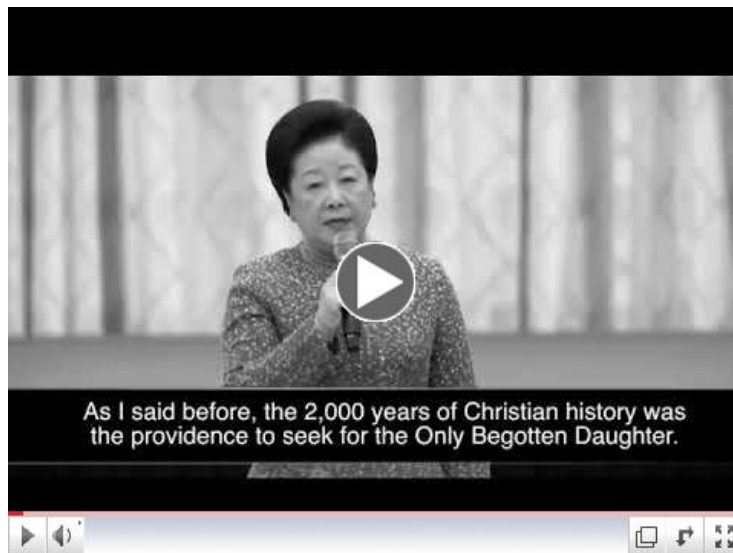 As I said before, the 2,000 years of Christian history was
the providence to seek for the Only Begotten Daughter.